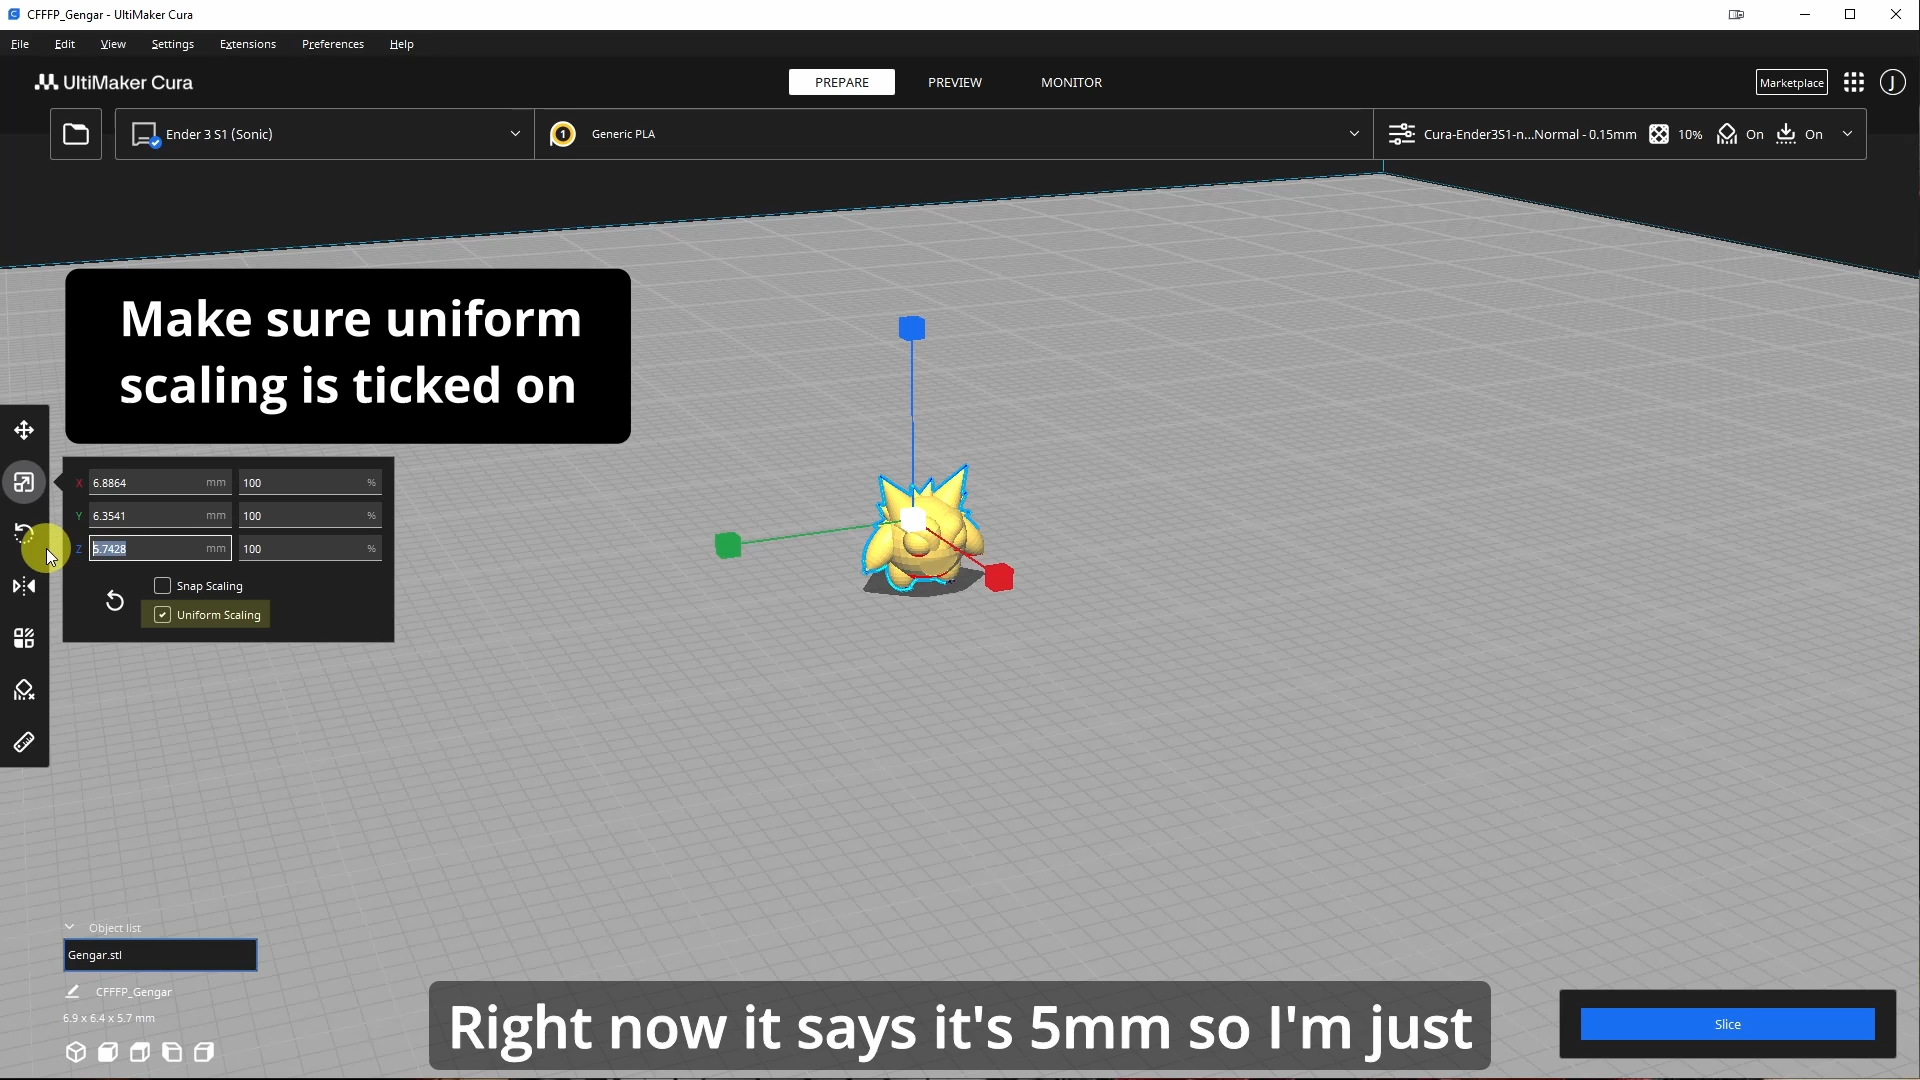 CFFFP_Gengar - UltiMaker Cura
File Edit View Settings Extensions Preferences Help
UltiMaker Cura
PREPARE PREVIEW MONITOR
Marketplace J
Ender 3 S1 (Sonic)
1 Generic PLA
Cura-Ender3S1-n...Normal - 0.15mm 10% On On
Make sure uniform
scaling is ticked on
X 6.8864 mm 100 %
Y 6.3541 mm 100 %
Z 5.7428 mm 100 %
Snap Scaling
Uniform Scaling
Object list
Gengar.stl
CFFFP_Gengar
6.9 x 6.4 x 5.7 mm
Right now it says it's 5mm so I'm just
Slice